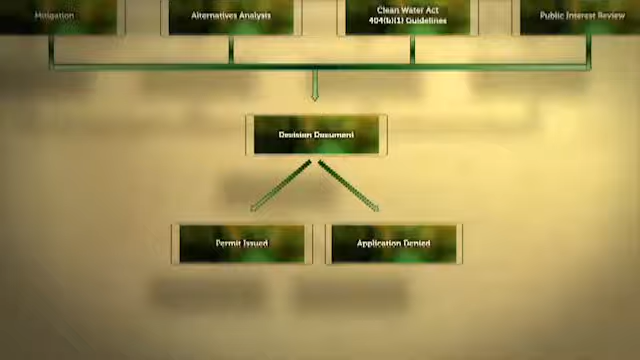 Mitigation
Alternatives Analysis
Clean Water Act
404(b)(1) Guidelines
Public Interest Review
Decision Document
Permit Issued
Application Denied